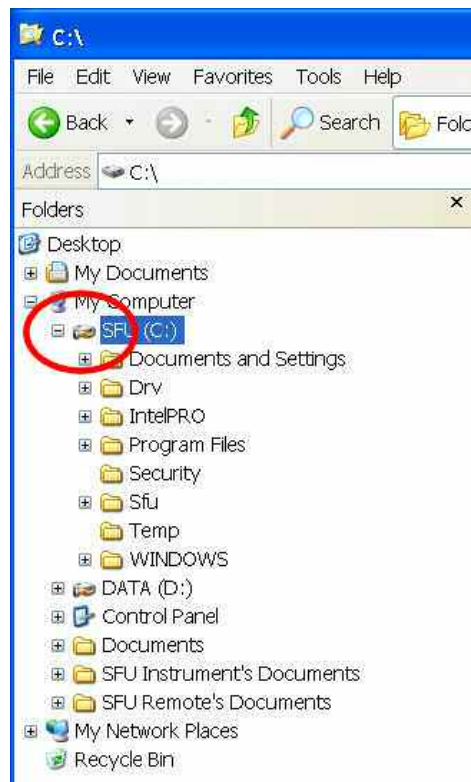 C:\
File Edit View Favorites Tools Help
Back Search Fold
Address C:\
Folders
Desktop
My Documents
My Computer
SFU (C:)
Documents and Settings
Drv
IntelPRO
Program Files
Security
Sfu
Temp
WINDOWS
DATA (D:)
Control Panel
Documents
SFU Instrument's Documents
SFU Remote's Documents
My Network Places
Recycle Bin